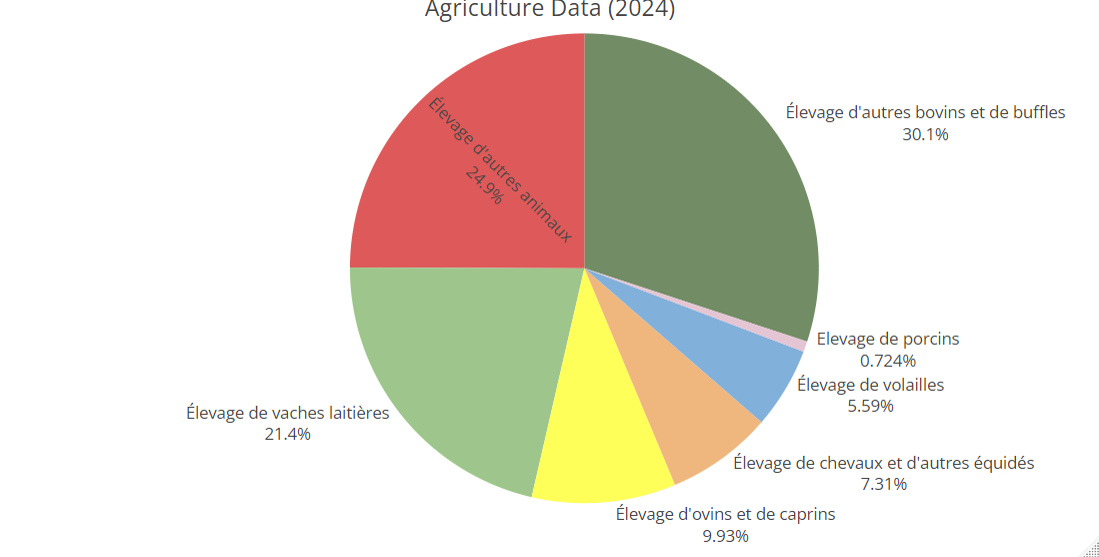 Agriculture Data (2024)
Élevage d'autres bovins et de buffles
30.1%
Élevage d'autres animaux
24.9%
Elevage de porcins
0.724%
Élevage de volailles
5.59%
Élevage de vaches laitières
21.4%
Élevage de chevaux et d'autres équidés
7.31%
Élevage d'ovins et de caprins
9.93%